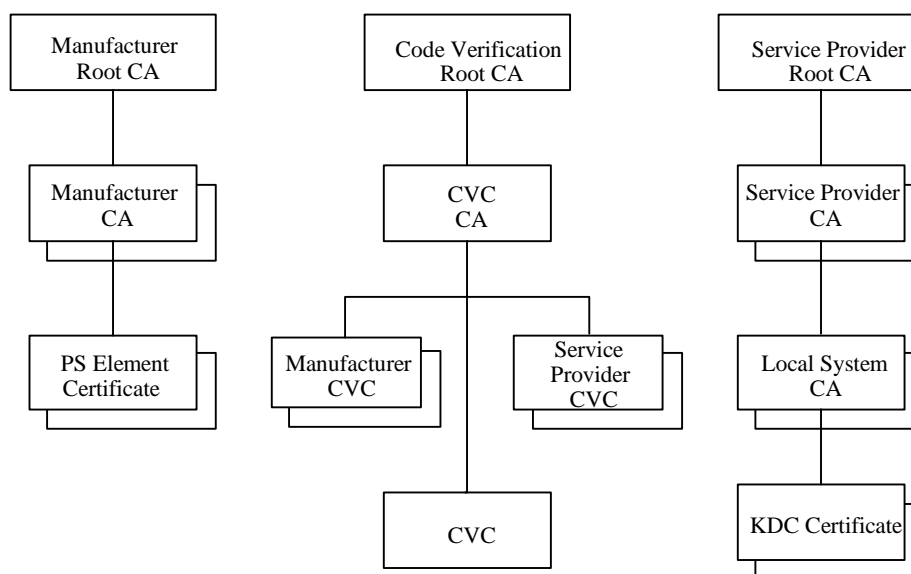 Manufacturer
Root CA
Code Verification
Root CA
Service Provider
Root CA
Manufacturer
CA
CVC
CA
Service Provider
CA
PS Element
Certificate
Manufacturer
CVC
Service
Provider
CVC
Local System
CA
CVC
KDC Certificate